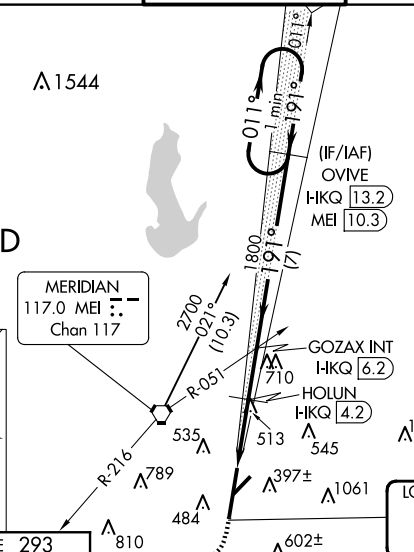 011°
1544
011°
1 min
191°
(IF/IAF)
OVIVE
I-IKQ 13.2
MEI 10.3
D
1800
191°
(7)
MERIDIAN
117.0 MEI
Chan 117
2700
021°
(10.3)
GOZAX INT
I-IKQ 6.2
710
R-051
HOLUN
I-IKQ 4.2
535
513
545
1
R-216
789
397±
1061
484
LO
E 293
810
602±